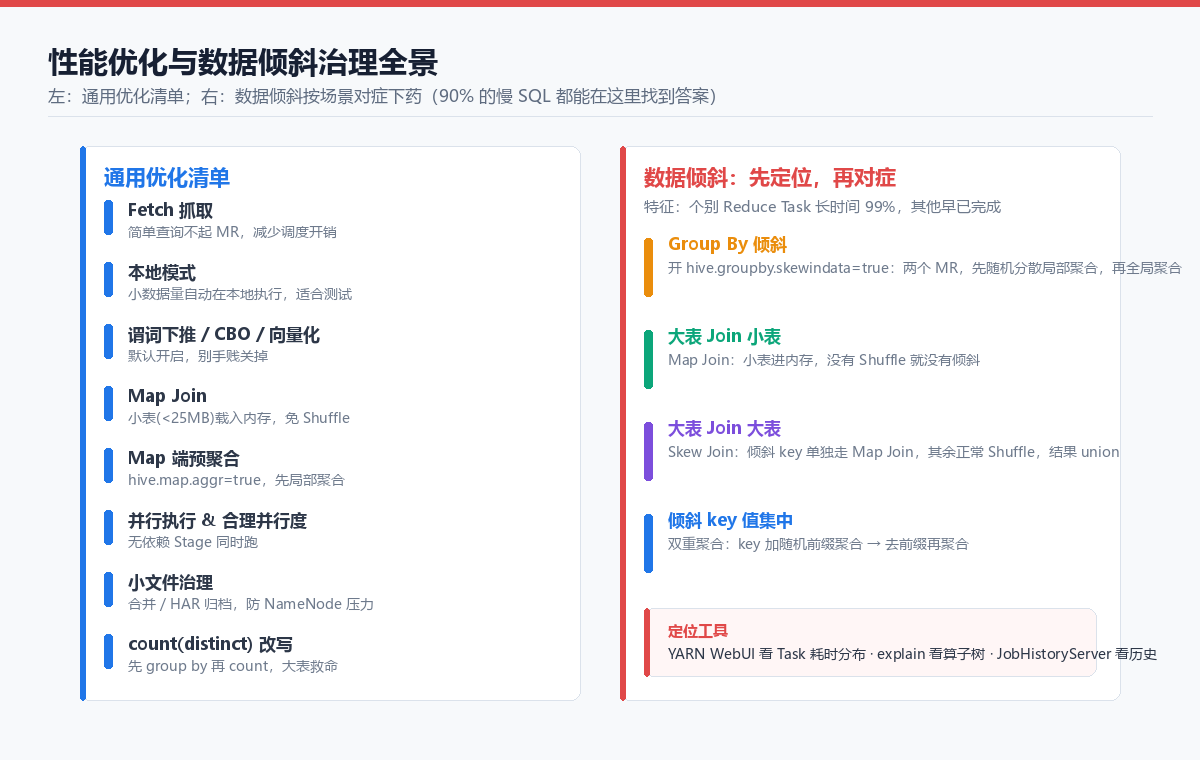 性能优化与数据倾斜治理全景
左：通用优化清单；右：数据倾斜按场景对症下药（90% 的慢 SQL 都能在这里找到答案）
通用优化清单
Fetch 抓取
简单查询不起 MR，减少调度开销
本地模式
小数据量自动在本地执行，适合测试
谓词下推 / CBO / 向量化
默认开启，别手贱关掉
Map Join
小表(<25MB)载入内存，免 Shuffle
Map 端预聚合
hive.map.aggr=true，先局部聚合
并行执行 & 合理并行度
无依赖 Stage 同时跑
小文件治理
合并 / HAR 归档，防 NameNode 压力
count(distinct) 改写
先 group by 再 count，大表救命
数据倾斜：先定位，再对症
特征：个别 Reduce Task 长时间 99%，其他早已完成
Group By 倾斜
开 hive.groupby.skewindata=true：两个 MR，先随机分散局部聚合，再全局聚合
大表 Join 小表
Map Join：小表进内存，没有 Shuffle 就没有倾斜
大表 Join 大表
Skew Join：倾斜 key 单独走 Map Join，其余正常 Shuffle，结果 union
倾斜 key 值集中
双重聚合：key 加随机前缀聚合 → 去前缀再聚合
定位工具
YARN WebUI 看 Task 耗时分布 · explain 看算子树 · JobHistoryServer 看历史